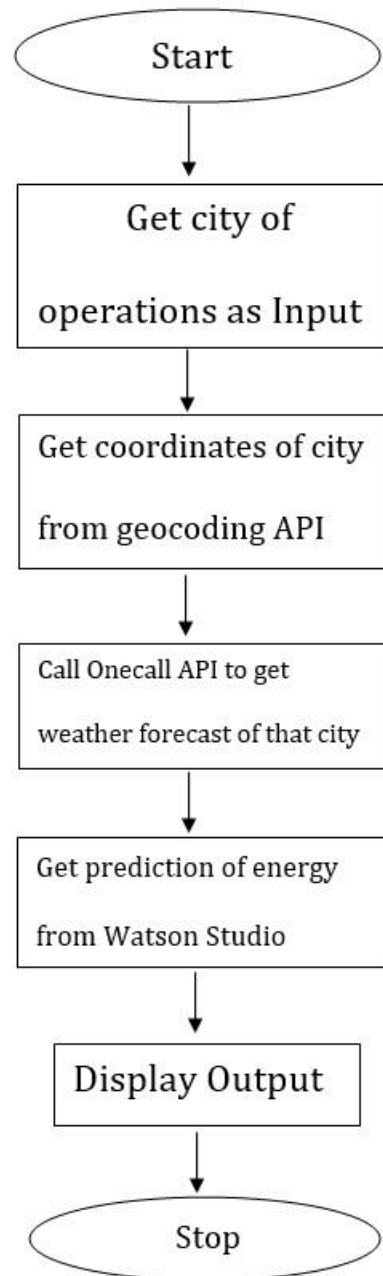 Start
Get city of
operations as Input
Get coordinates of city
from geocoding API
Call Onecall API to get
weather forecast of that city
Get prediction of energy
from Watson Studio
Display Output
Stop